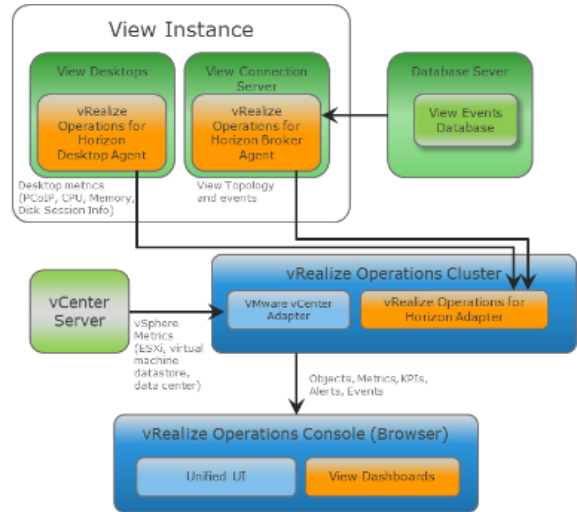 View Instance
View Desktops
vRealize
Operations for
Horizon
Desktop Agent
View Connection
Server
vRealize
Operations for
Horizon Broker
Agent
Database Sever
View Events
Database
Desktop metrics
(PCoIP, CPU, Memory,
Disk Session Info)
View Topology
and events
vCenter
Server
vSphere
Metrics
(ESXi, virtual
machine
datastore,
data center)
vRealize Operations Cluster
VMware vCenter
Adapter
vRealize Operations for
Horizon Adapter
Objects, Metrics, KPIs,
Alerts, Events
vRealize Operations Console (Browser)
Unified UI
View Dashboards